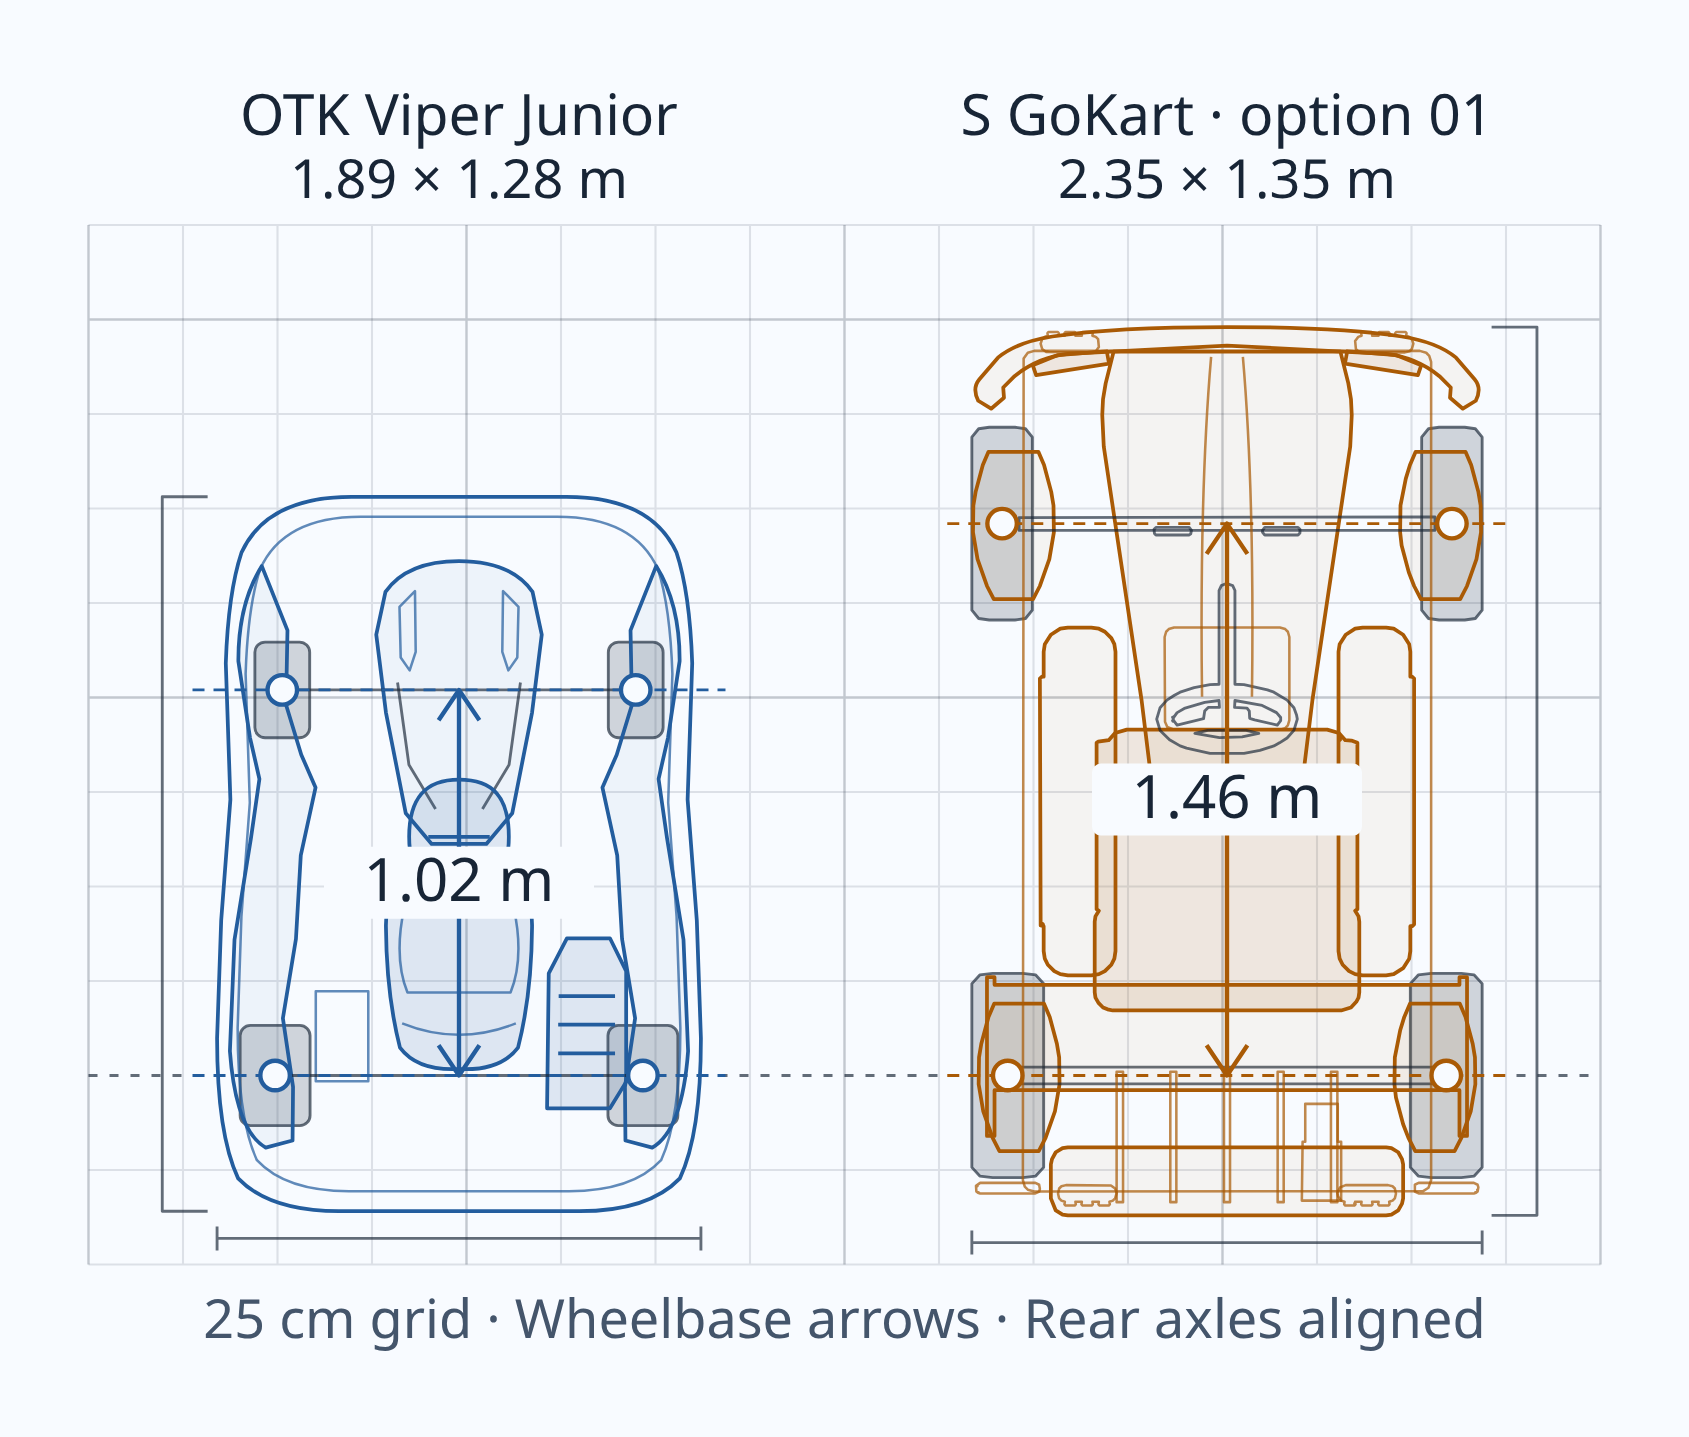 OTK Viper Junior
1.89 × 1.28 m
S GoKart · option 01
2.35 × 1.35 m
1.02 m
1.46 m
25 cm grid · Wheelbase arrows · Rear axles aligned